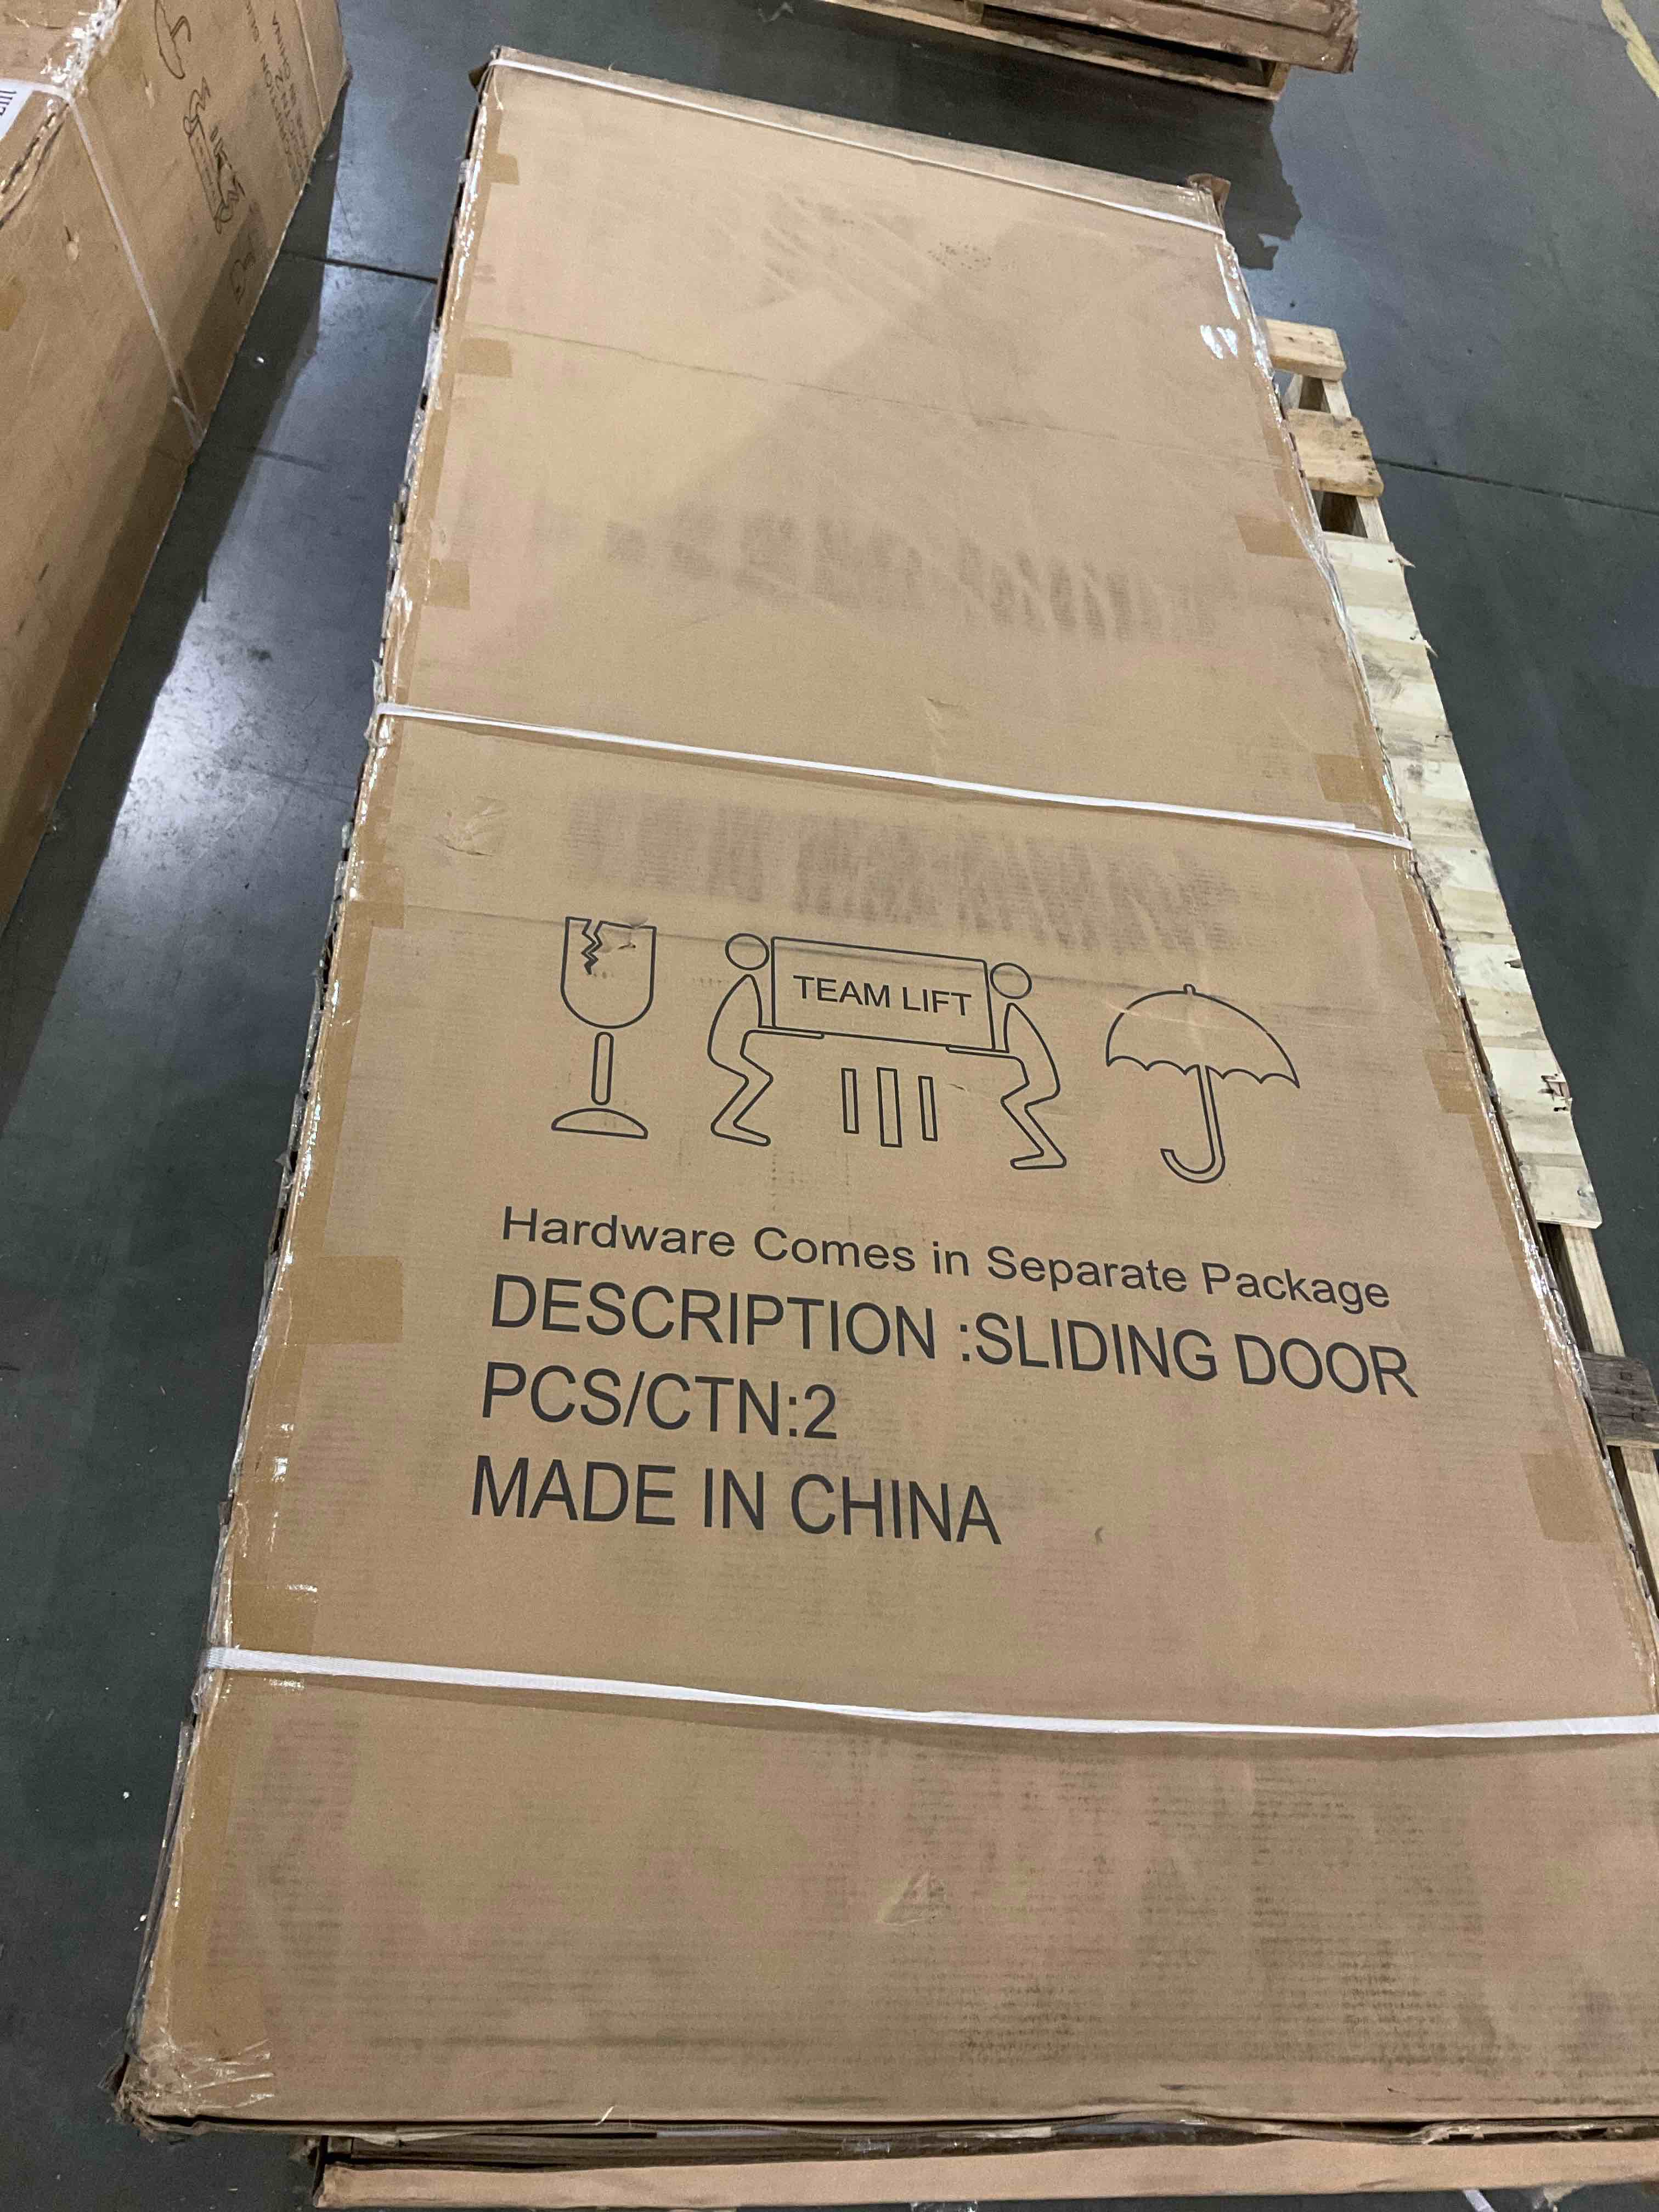 TEAM LIFT
Hardware Comes in Separate Package
DESCRIPTION :SLIDING DOOR
PCS/CTN:2
MADE IN CHINA